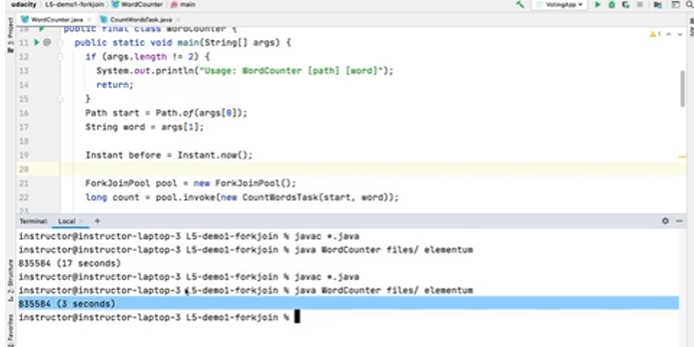 udacity L5-demo1-forkjoin WordCounter main VotingApp
WordCounter.java CountWordsTask.java
10 public final class WordCounter {
11 public static void main(String[] args) {
12 if (args.length != 2) {
13 System.out.println("Usage: WordCounter [path] [word]");
14 return;
15 }
16 Path start = Path.of(args[0]);
17 String word = args[1];
18
19 Instant before = Instant.now();
20
21 ForkJoinPool pool = new ForkJoinPool();
22 long count = pool.invoke(new CountWordsTask(start, word));
Terminal: Local +
instructor@instructor-laptop-3 L5-demo1-forkjoin % javac *.java
instructor@instructor-laptop-3 L5-demo1-forkjoin % java WordCounter files/ elementum
835584 (17 seconds)
instructor@instructor-laptop-3 L5-demo1-forkjoin % javac *.java
instructor@instructor-laptop-3 L5-demo1-forkjoin % java WordCounter files/ elementum
835584 (3 seconds)
instructor@instructor-laptop-3 L5-demo1-forkjoin %
1: Project
Z: Structure
2: Favorites